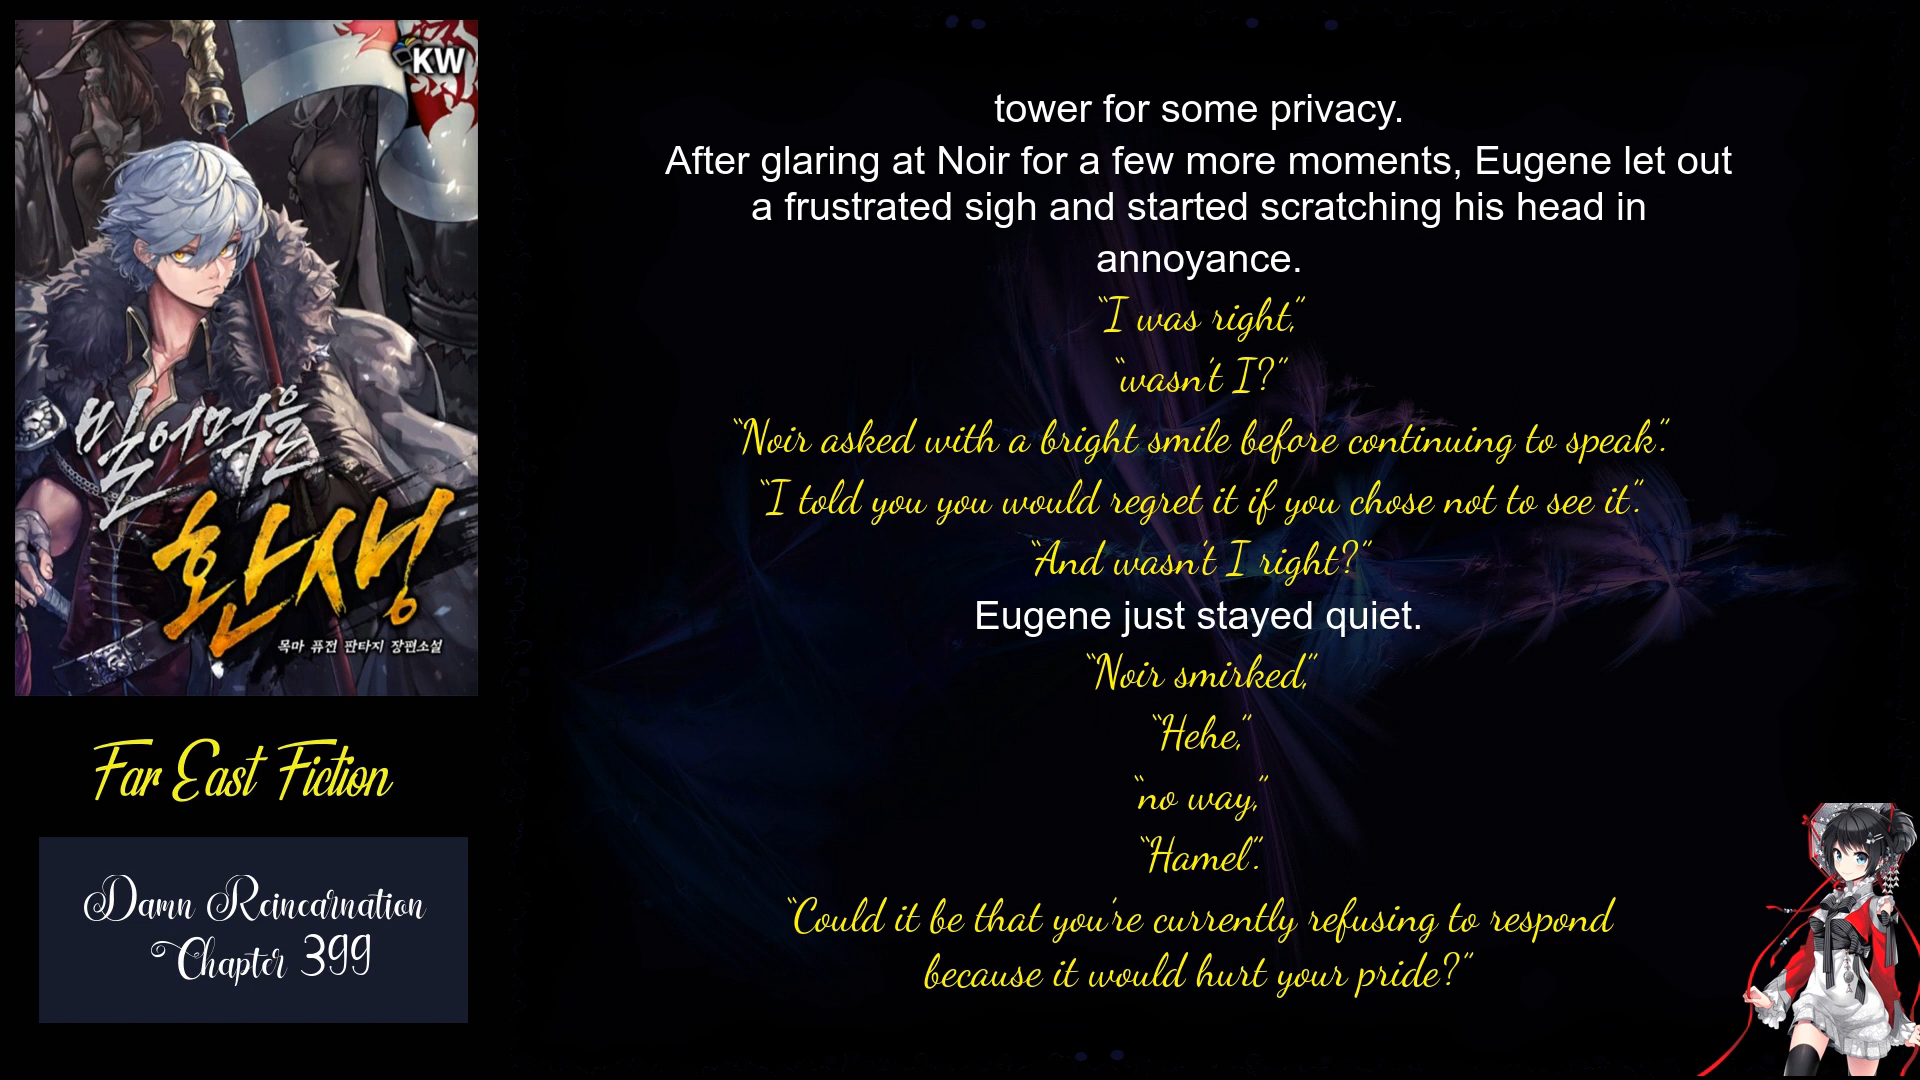 KW
빌어먹을
환생
목마 퓨전 판타지 장편소설
Far East Fiction
Damn Reincarnation
Chapter 399
tower for some privacy.
After glaring at Noir for a few more moments, Eugene let out
a frustrated sigh and started scratching his head in
annoyance.
“I was right,”
“wasn't I?”
“Noir asked with a bright smile before continuing to speak”.
“I told you you would regret it if you chose not to see it”.
“And wasn't I right?”
Eugene just stayed quiet.
“Noir smirked,”
“Hehe,”
“no way,”
“Hamel”.
“Could it be that you're currently refusing to respond
because it would hurt your pride?”